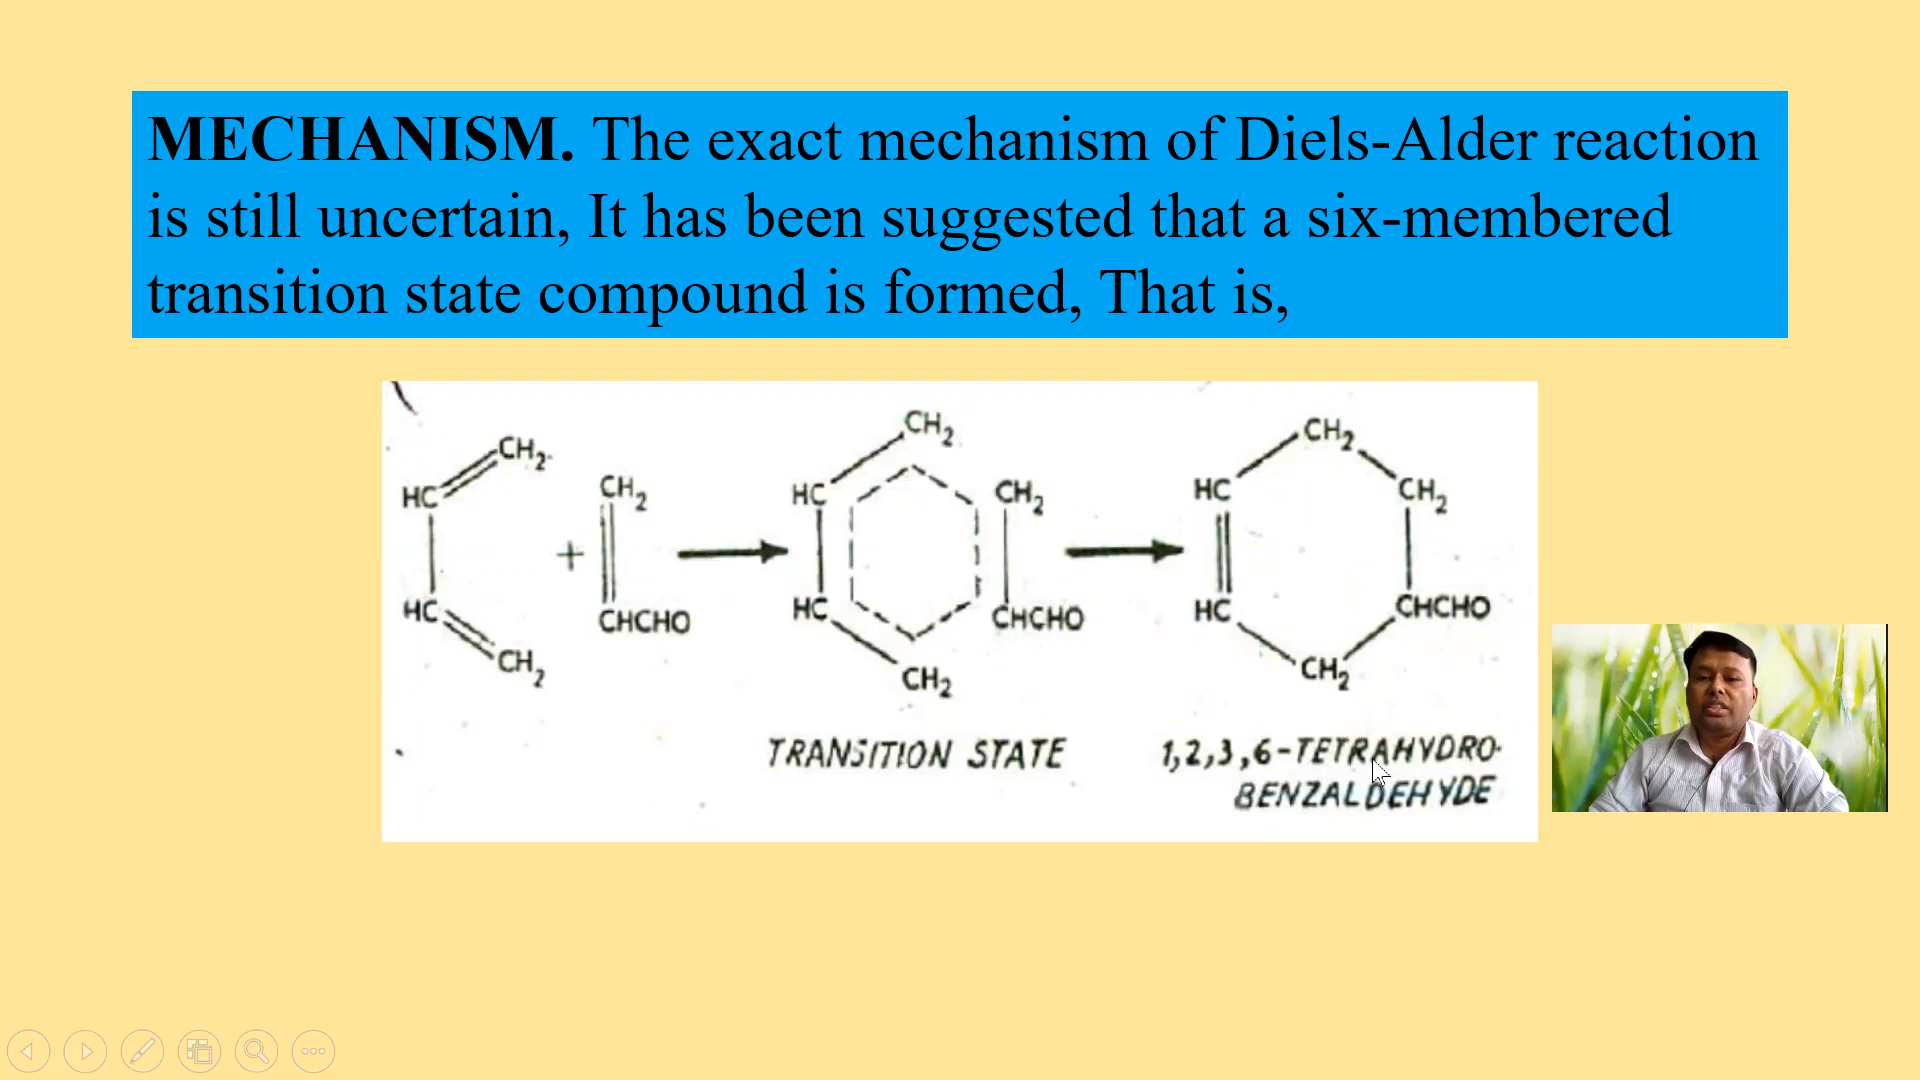 MECHANISM. The exact mechanism of Diels-Alder reaction
is still uncertain, It has been suggested that a six-membered
transition state compound is formed, That is,
CH2 CH2 CH2
HC CH2 HC CH2 HC CH2
+
HC CHCHO HC CHCHO HC CHCHO
CH2 CH2 CH2
TRANSITION STATE 1,2,3,6-TETRAHYDRO-
BENZALDEHYDE